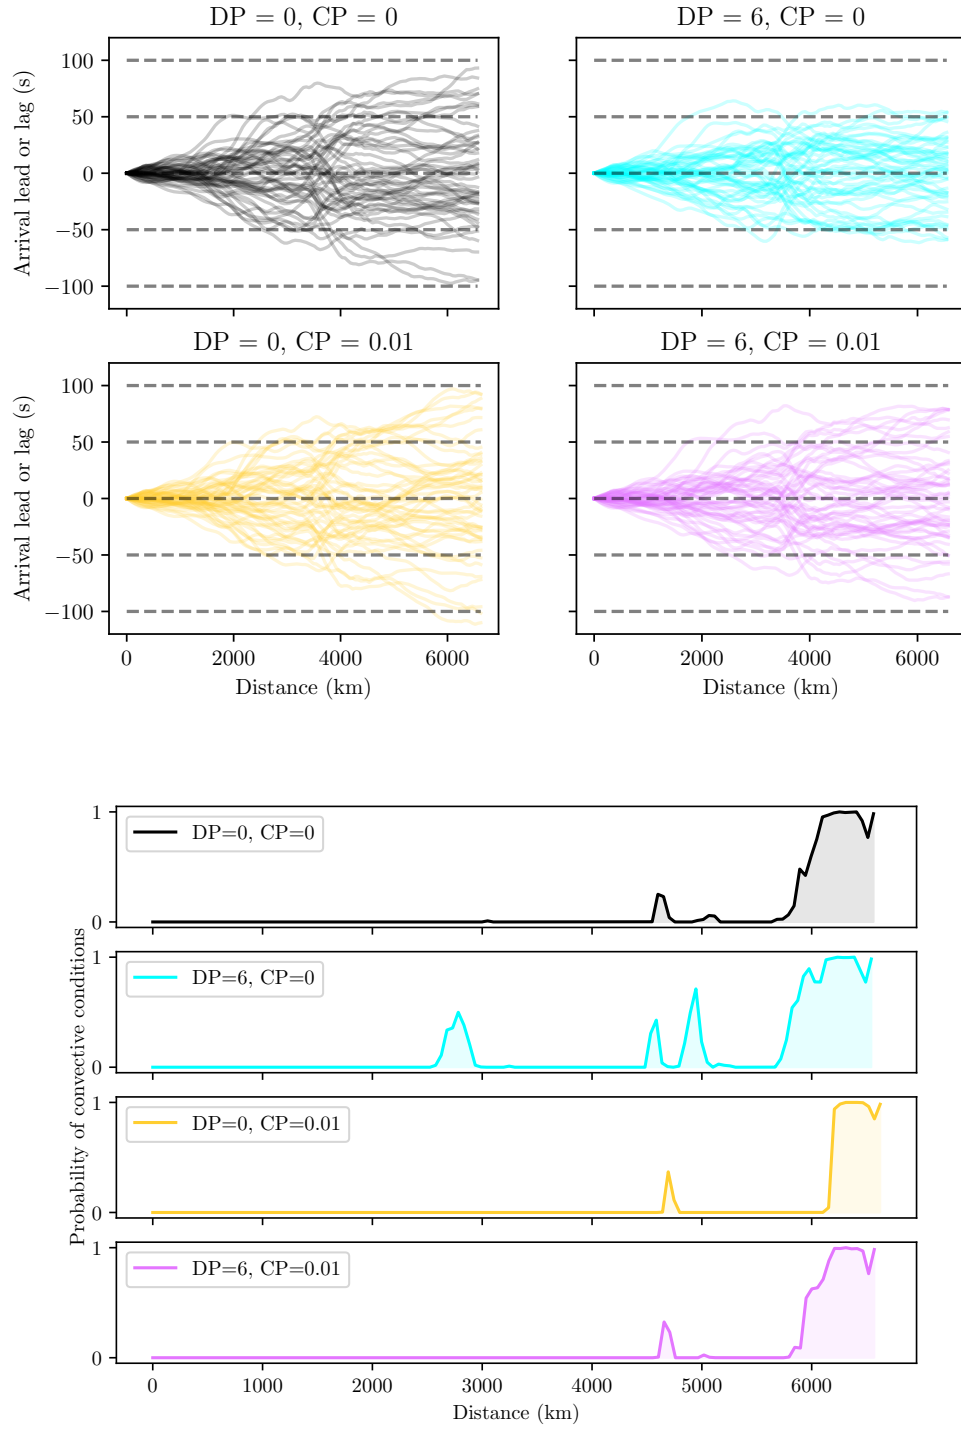 DP = 0, CP = 0
DP = 6, CP = 0
Arrival lead or lag (s)
100
50
0
−50
−100
DP = 0, CP = 0.01
DP = 6, CP = 0.01
Arrival lead or lag (s)
100
50
0
−50
−100
0 2000 4000 6000
0 2000 4000 6000
Distance (km)
Distance (km)
Probability of convective conditions
1
DP=0, CP=0
0
1
DP=6, CP=0
0
1
DP=0, CP=0.01
0
1
DP=6, CP=0.01
0
0 1000 2000 3000 4000 5000 6000
Distance (km)